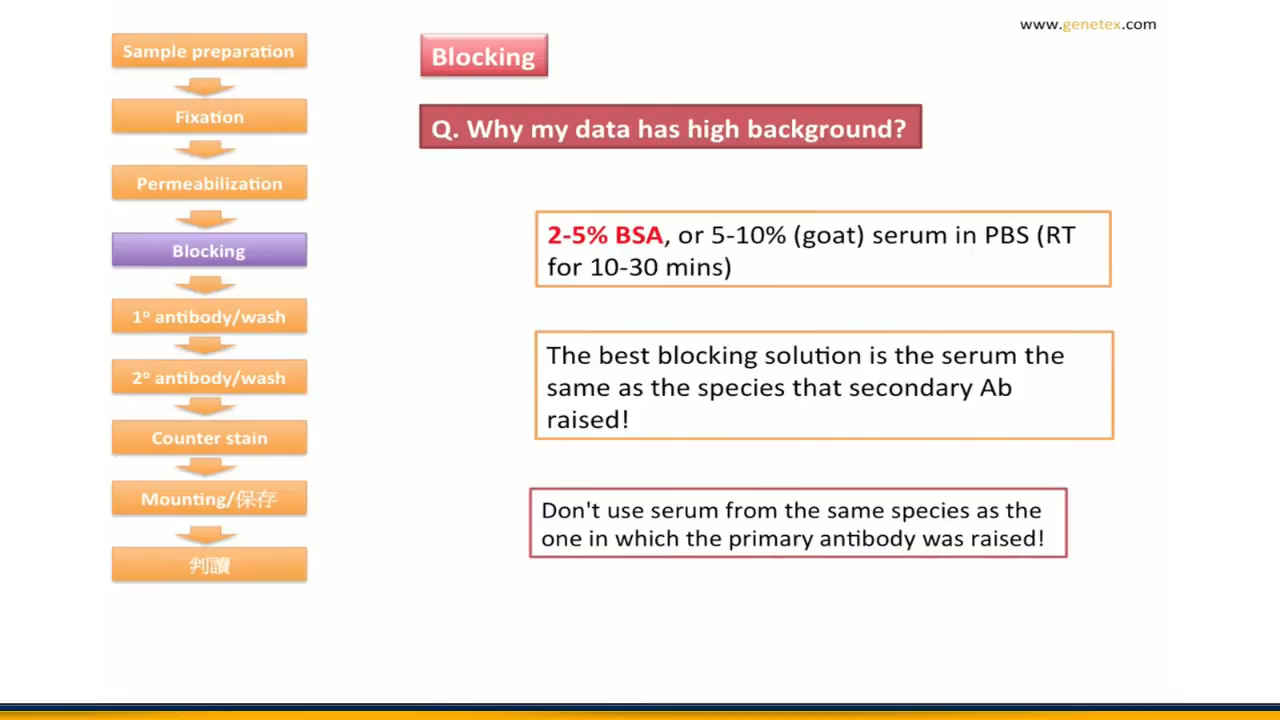 www.genetex.com
Sample preparation
Fixation
Permeabilization
Blocking
1º antibody/wash
2º antibody/wash
Counter stain
Mounting/保存
判讀
Blocking
Q. Why my data has high background?
2-5% BSA, or 5-10% (goat) serum in PBS (RT
for 10-30 mins)
The best blocking solution is the serum the
same as the species that secondary Ab
raised!
Don't use serum from the same species as the
one in which the primary antibody was raised!